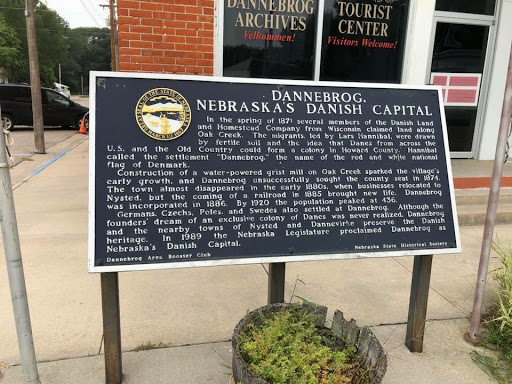 DANNEBROG
ARCHIVES
Velkommen!
TOURIST
CENTER
Visitors Welcome!
DANNEBROG,
NEBRASKA'S DANISH CAPITAL
In the spring of 1871 several members of the Danish Land
and Homestead Company from Wisconsin claimed land along
Oak Creek. The migrants, led by Lars Hannibal, were drawn
by fertile soil and the idea that Danes from across the
U.S. and the Old Country could form a colony in Howard County. Hannibal
called the settlement "Dannebrog," the name of the red and white national
flag of Denmark.
Construction of a water-powered grist mill on Oak Creek sparked the village's
early growth, and Dannebrog unsuccessfully sought the county seat in 1874.
The town almost disappeared in the early 1880s, when businesses relocated to
Nysted, but the coming of a railroad in 1885 brought new life. Dannebrog
was incorporated in 1886. By 1920 the population peaked at 436.
Germans, Czechs, Poles, and Swedes also settled at Dannebrog. Although the
founders' dream of an exclusive colony of Danes was never realized, Dannebrog
and the nearby towns of Nysted and Dannevirke preserve the Danish
heritage. In 1989 the Nebraska Legislature proclaimed Dannebrog as
Nebraska's Danish Capital.
Dannebrog Area Booster Club
Nebraska State Historical Society